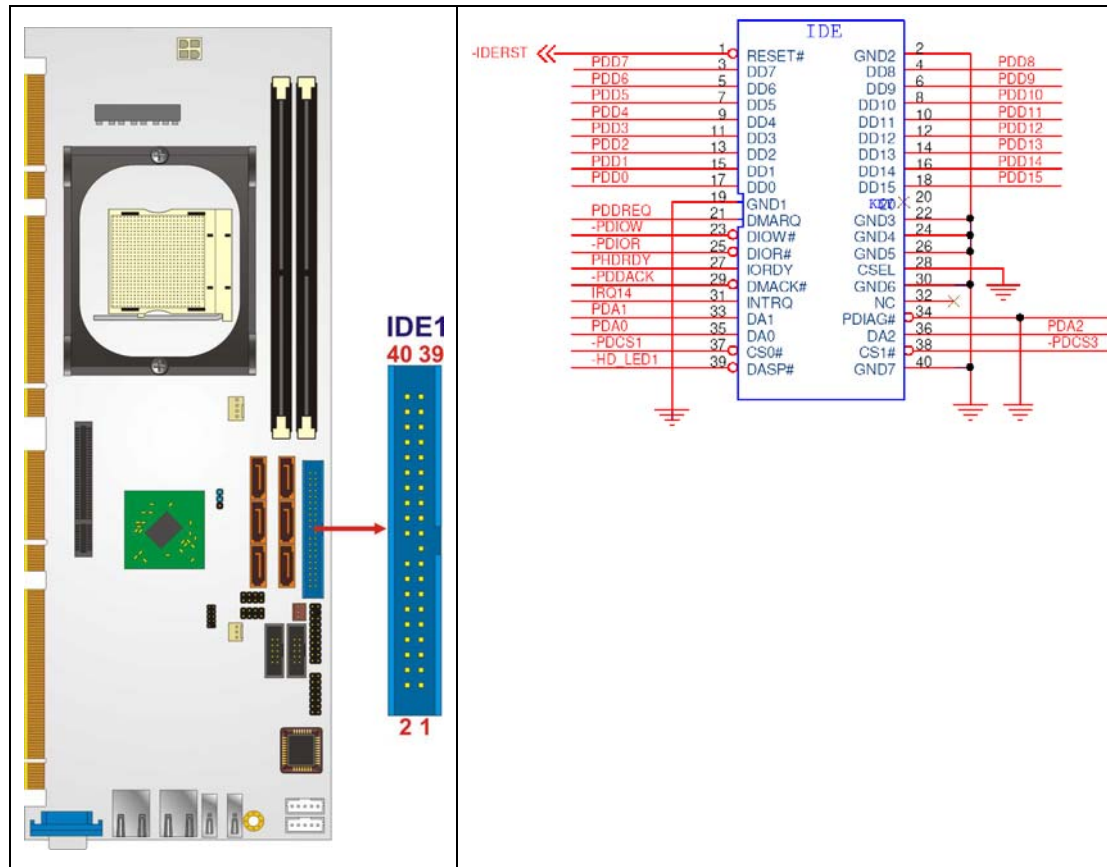 IDE1
40 39
2 1
IDE
-IDERST
1 RESET# GND2 2
PDD7 3 DD7 DD8 4 PDD8
PDD6 5 DD6 DD9 6 PDD9
PDD5 7 DD5 DD10 8 PDD10
PDD4 9 DD4 DD11 10 PDD11
PDD3 11 DD3 DD12 12 PDD12
PDD2 13 DD2 DD13 14 PDD13
PDD1 15 DD1 DD14 16 PDD14
PDD0 17 DD0 DD15 18 PDD15
19 GND1 20 20
PDDREQ 21 DMARQ GND3 22
-PDIOW 23 DIOW# GND4 24
-PDIOR 25 DIOR# GND5 26
PHDRDY 27 IORDY CSEL 28
-PDDACK 29 DMACK# GND6 30
IRQ14 31 INTRQ NC 32
PDA1 33 DA1 PDIAG# 34
PDA0 35 DA0 DA2 36 PDA2
-PDCS1 37 CS0# CS1# 38 -PDCS3
-HD_LED1 39 DASP# GND7 40